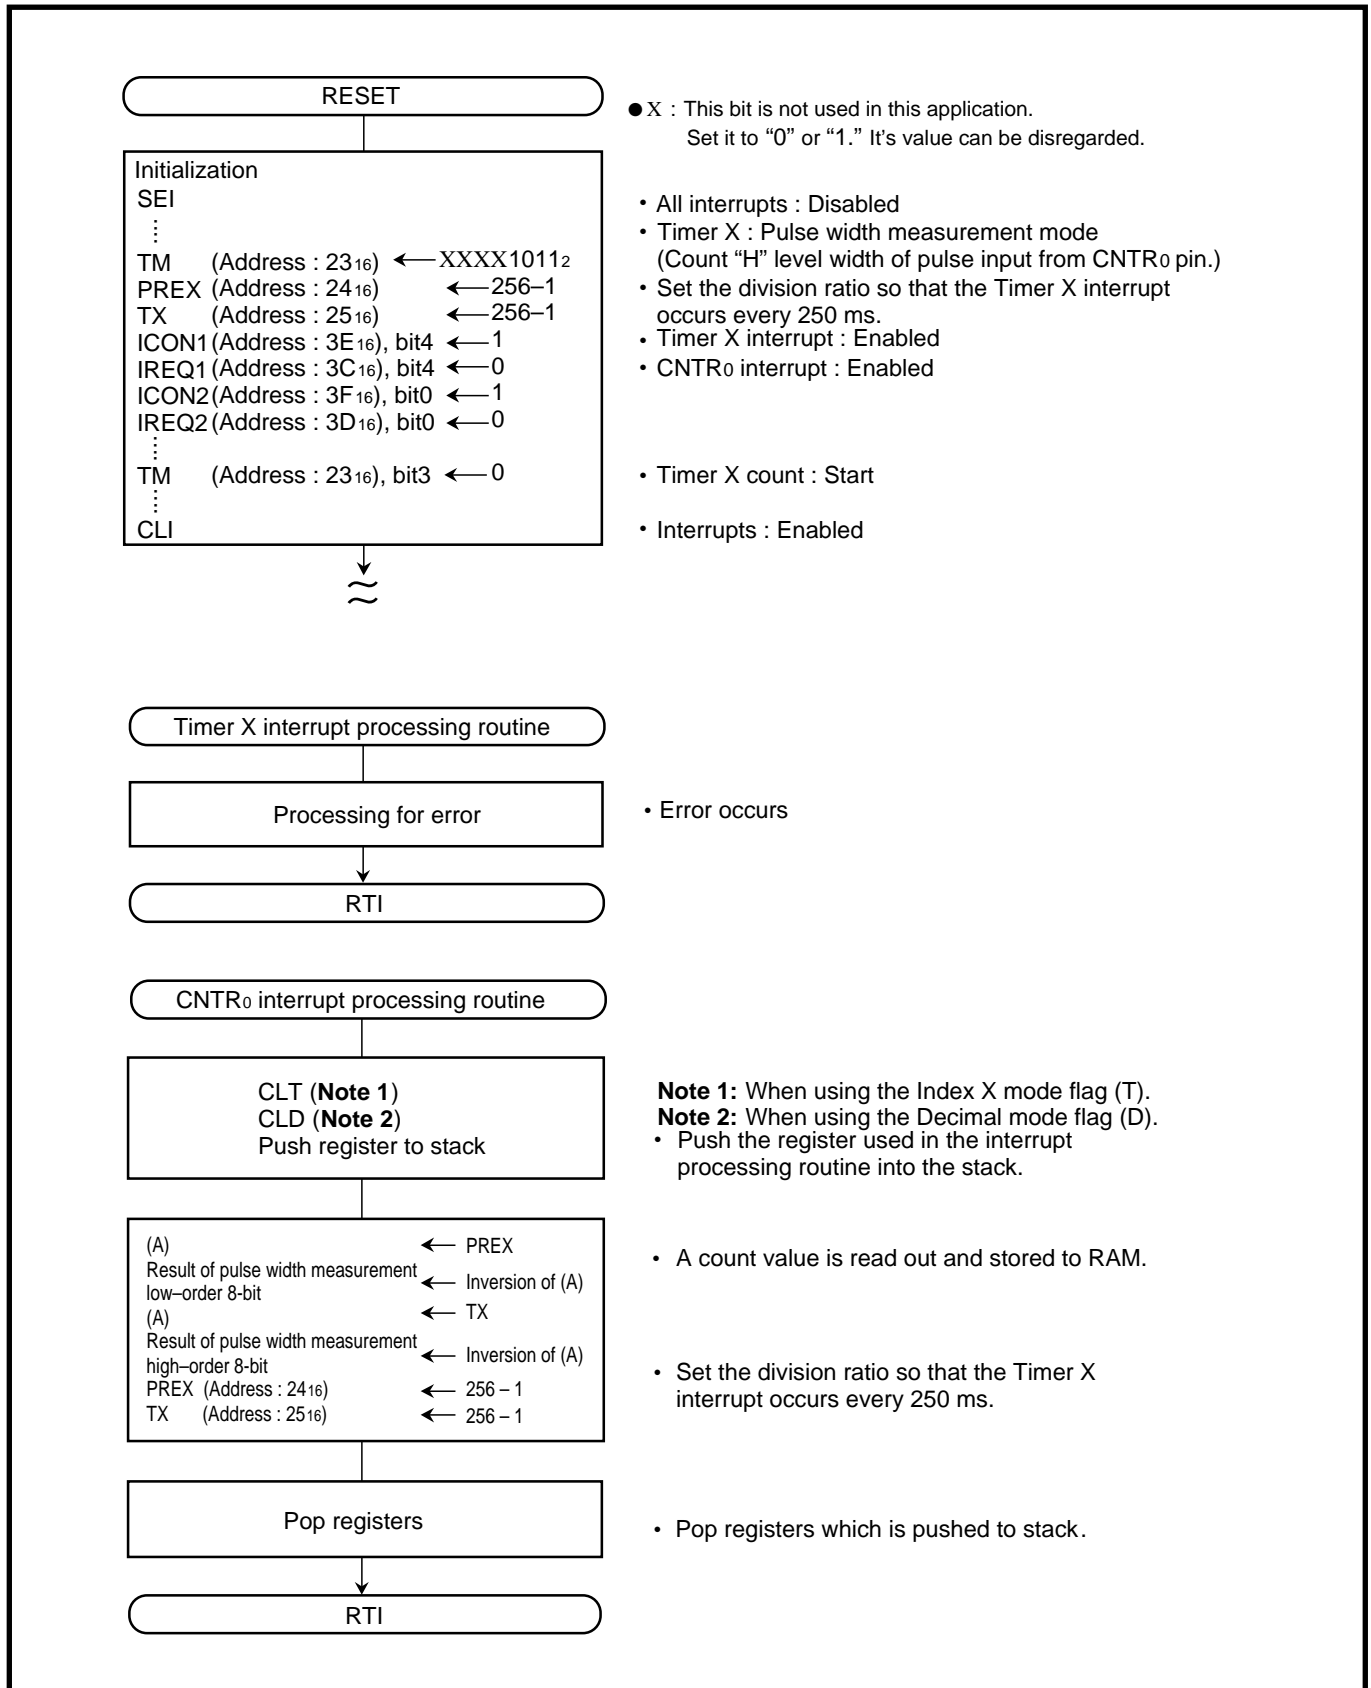 RESET
●X : This bit is not used in this application.
Set it to “0” or “1.” It’s value can be disregarded.
Initialization
SEI
TM (Address : 2316) ← XXXX10112
PREX (Address : 2416) ← 256–1
TX (Address : 2516) ← 256–1
ICON1 (Address : 3E16), bit4 ← 1
IREQ1 (Address : 3C16), bit4 ← 0
ICON2 (Address : 3F16), bit0 ← 1
IREQ2 (Address : 3D16), bit0 ← 0
TM (Address : 2316), bit3 ← 0
CLI
• All interrupts : Disabled
• Timer X : Pulse width measurement mode
(Count “H” level width of pulse input from CNTR0 pin.)
• Set the division ratio so that the Timer X interrupt
occurs every 250 ms.
• Timer X interrupt : Enabled
• CNTR0 interrupt : Enabled
• Timer X count : Start
• Interrupts : Enabled
Timer X interrupt processing routine
Processing for error
• Error occurs
RTI
CNTR0 interrupt processing routine
CLT (Note 1)
CLD (Note 2)
Push register to stack
Note 1: When using the Index X mode flag (T).
Note 2: When using the Decimal mode flag (D).
• Push the register used in the interrupt
processing routine into the stack.
(A) ← PREX
Result of pulse width measurement
low–order 8-bit ← Inversion of (A)
(A) ← TX
Result of pulse width measurement
high–order 8-bit ← Inversion of (A)
PREX (Address : 2416) ← 256 – 1
TX (Address : 2516) ← 256 – 1
• A count value is read out and stored to RAM.
• Set the division ratio so that the Timer X
interrupt occurs every 250 ms.
Pop registers
• Pop registers which is pushed to stack.
RTI